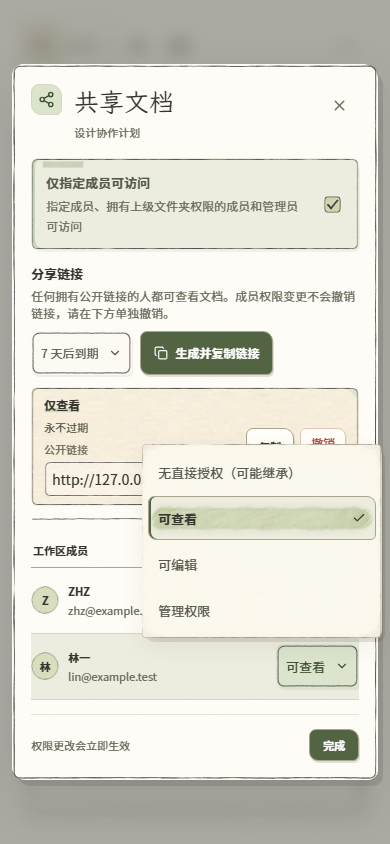 共享文档
设计协作计划
仅指定成员可访问
指定成员、拥有上级文件夹权限的成员和管理员
可访问
分享链接
任何拥有公开链接的人都可查看文档。成员权限变更不会撤销
链接，请在下方单独撤销。
7 天后到期
生成并复制链接
仅查看
永不过期
公开链接
撤销
http://127.0.0
无直接授权（可能继承）
可查看
可编辑
管理权限
工作区成员
Z
ZHZ
zhz@example.
林
林一
lin@example.test
可查看
权限更改会立即生效
完成